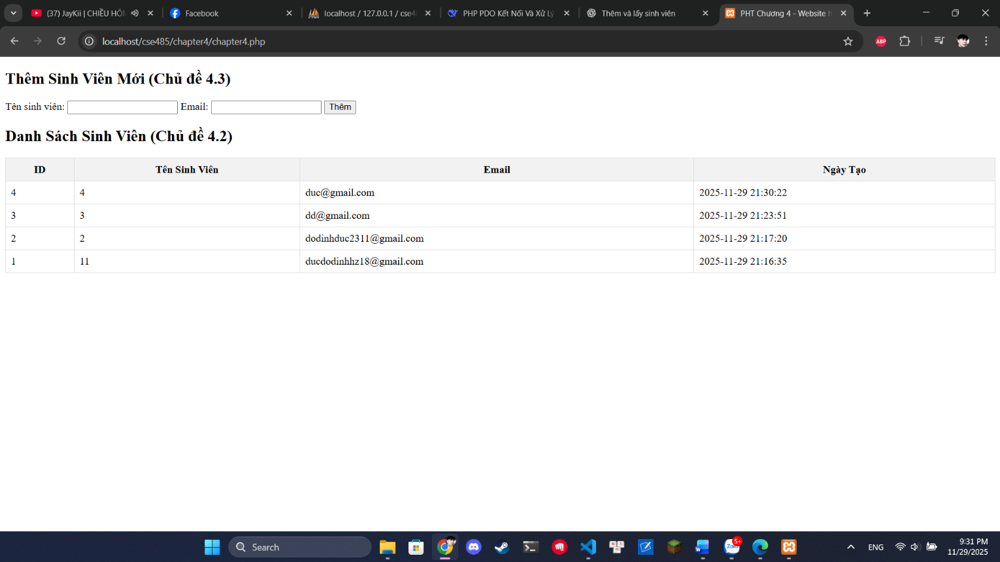 (37) JayKii | CHIỀU HÔN
Facebook
localhost / 127.0.0.1 / cse4
PHP PDO Kết Nối Và Xử Lý
Thêm và lấy sinh viên
PHT Chương 4 - Website h
localhost/cse485/chapter4/chapter4.php
ABP
Thêm Sinh Viên Mới (Chủ đề 4.3)
Tên sinh viên: Email: Thêm
Danh Sách Sinh Viên (Chủ đề 4.2)
ID Tên Sinh Viên Email Ngày Tạo
4 4 duc@gmail.com 2025-11-29 21:30:22
3 3 dd@gmail.com 2025-11-29 21:23:51
2 2 dodinhduc2311@gmail.com 2025-11-29 21:17:20
1 11 ducdodinhhz18@gmail.com 2025-11-29 21:16:35
Search
5+
Zalo
ENG
9:31 PM
11/29/2025